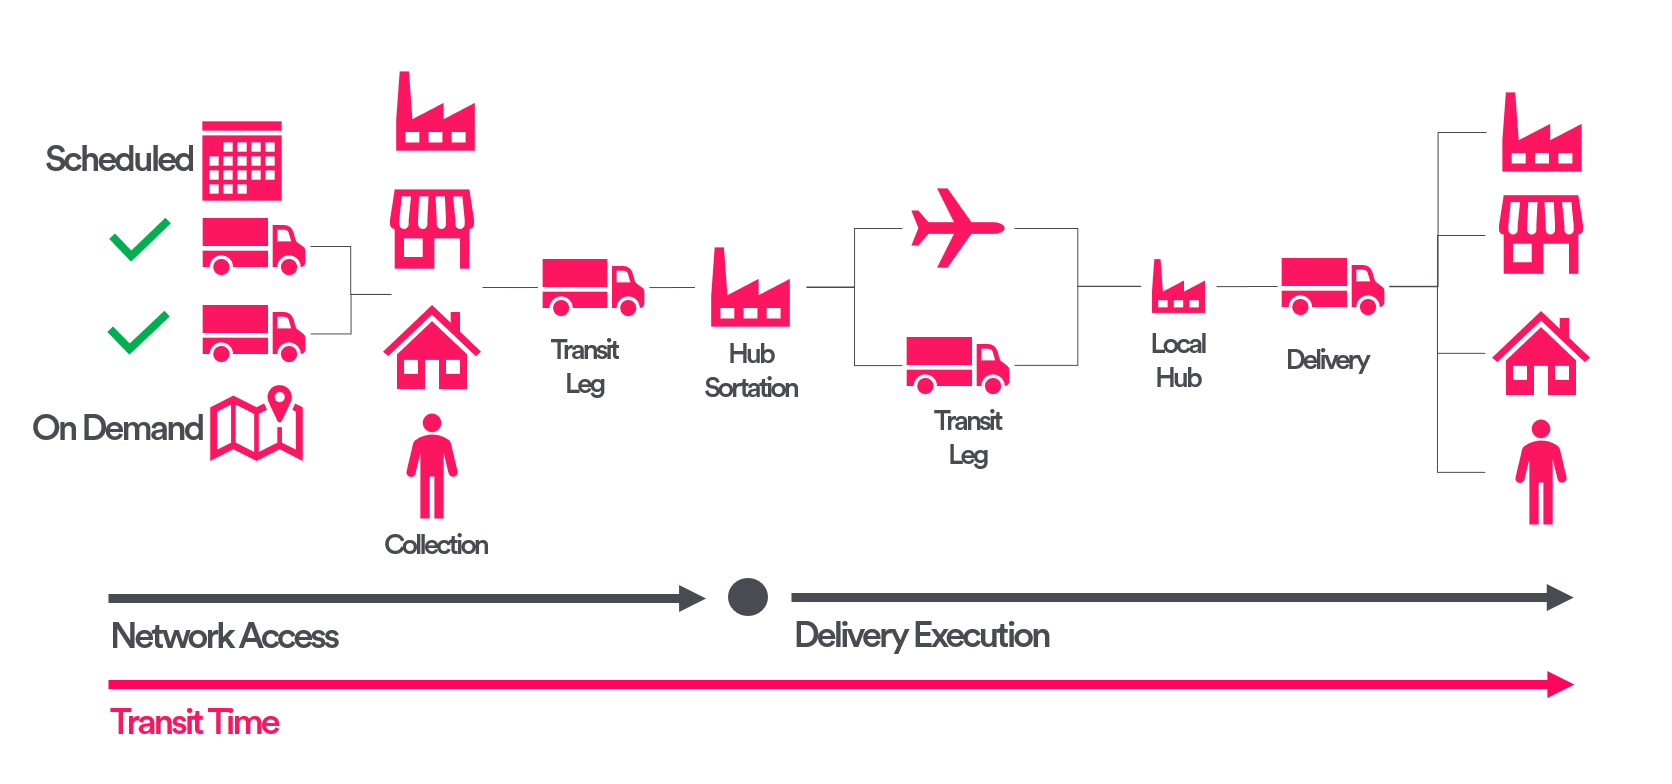 Scheduled
On Demand
Collection
Transit
Leg
Hub
Sortation
Transit
Leg
Local
Hub
Delivery
Network Access
Delivery Execution
Transit Time